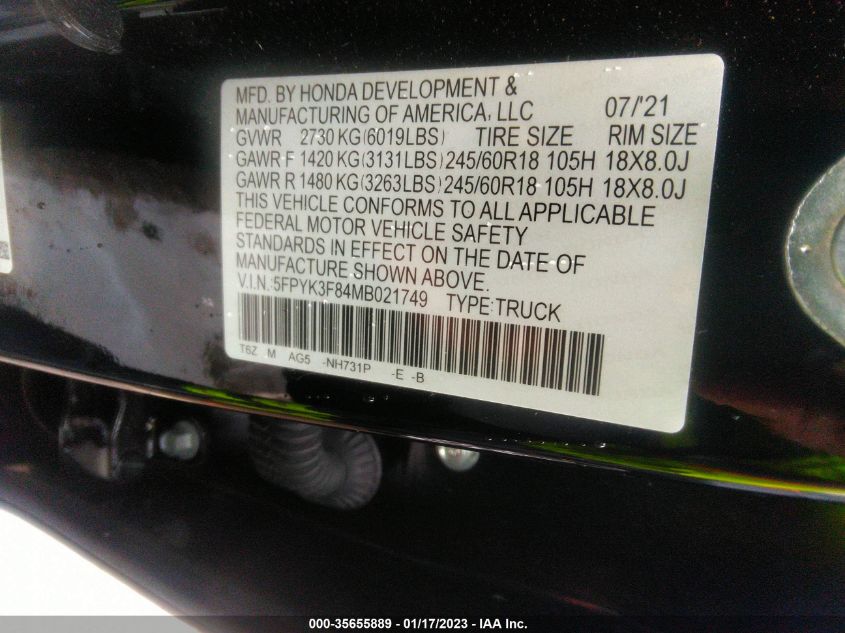 MFD. BY HONDA DEVELOPMENT &
MANUFACTURING OF AMERICA, LLC 07/'21
GVWR 2730 KG(6019LBS) TIRE SIZE RIM SIZE
GAWR F 1420 KG(3131LBS) 245/60R18 105H 18X8.0J
GAWR R 1480 KG(3263LBS) 245/60R18 105H 18X8.0J
THIS VEHICLE CONFORMS TO ALL APPLICABLE
FEDERAL MOTOR VEHICLE SAFETY
STANDARDS IN EFFECT ON THE DATE OF
MANUFACTURE SHOWN ABOVE.
V.I.N.:5FPYK3F84MB021749 TYPE:TRUCK
T6Z M AG5 -NH731P -E -B
000-35655889 - 01/17/2023 - IAA Inc.